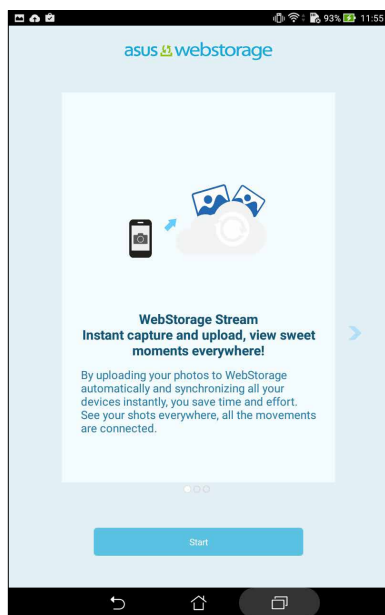 93% 11:55
asus webstorage
WebStorage Stream
Instant capture and upload, view sweet
moments everywhere!
By uploading your photos to WebStorage
automatically and synchronizing all your
devices instantly, you save time and effort.
See your shots everywhere, all the movements
are connected.
Start